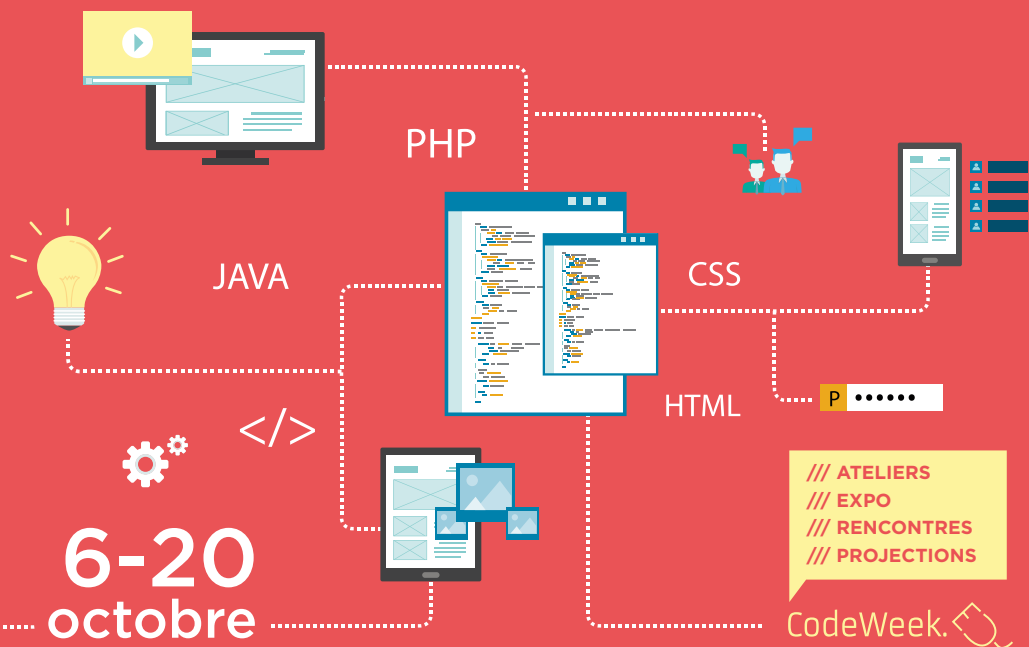 PHP
JAVA
CSS
HTML
</>
P ••••••
/// ATELIERS
/// EXPO
/// RENCONTRES
/// PROJECTIONS
6-20
octobre
CodeWeek.